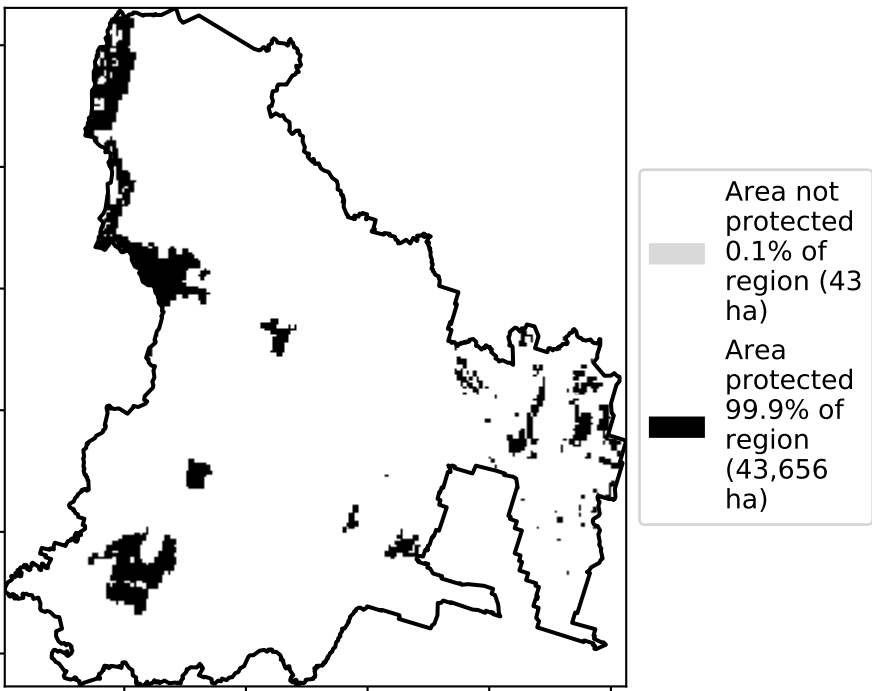 Area not
protected
0.1% of
region (43
ha)
Area
protected
99.9% of
region
(43,656
ha)